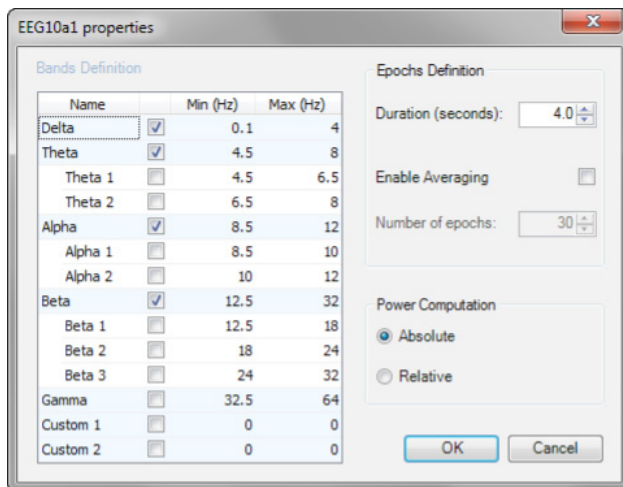 EEG10a1 properties
Bands Definition
Name Min (Hz) Max (Hz)
Delta 0.1 4
Theta 4.5 8
Theta 1 4.5 6.5
Theta 2 6.5 8
Alpha 8.5 12
Alpha 1 8.5 10
Alpha 2 10 12
Beta 12.5 32
Beta 1 12.5 18
Beta 2 18 24
Beta 3 24 32
Gamma 32.5 64
Custom 1 0 0
Custom 2 0 0
Epochs Definition
Duration (seconds): 4.0
Enable Averaging
Number of epochs: 30
Power Computation
Absolute
Relative
OK Cancel